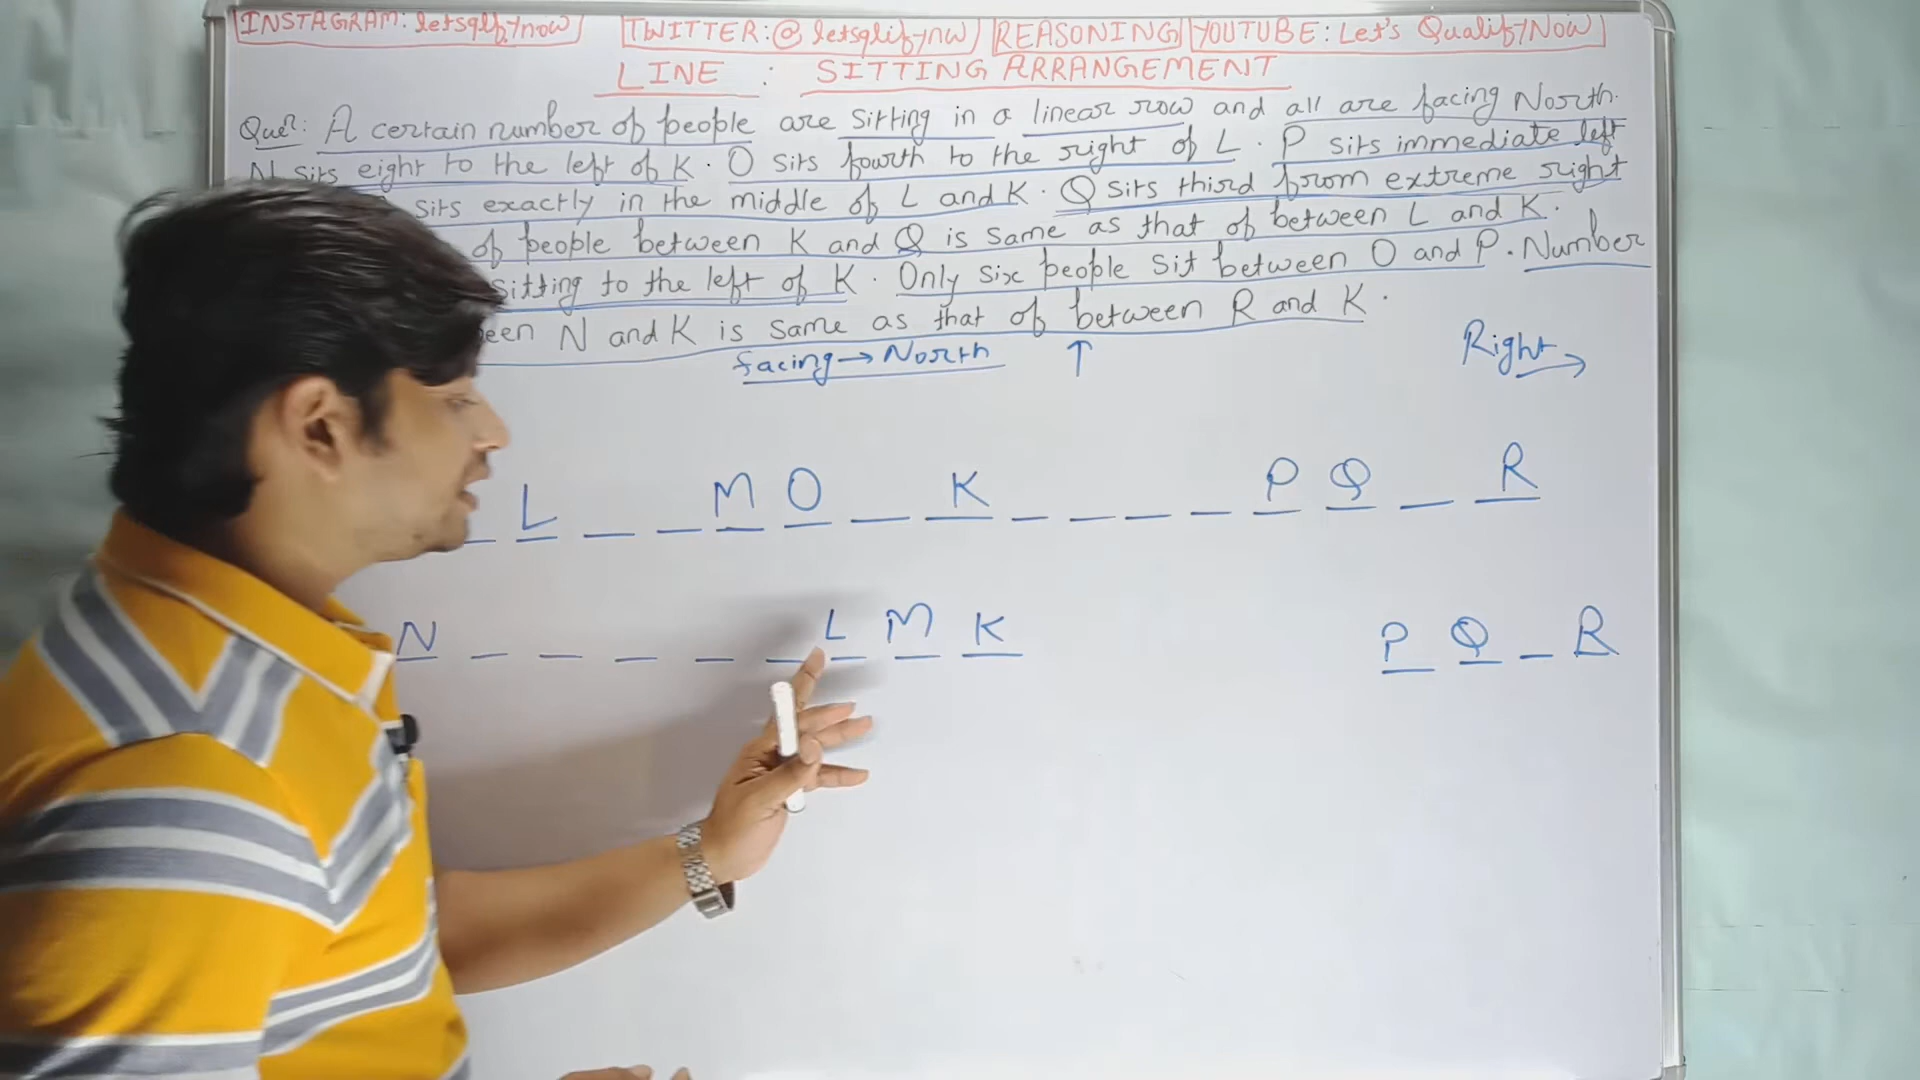 INSTAGRAM: letsqlifynow TWITTER: @letsqlifynw REASONING YOUTUBE: Let's QualifyNow
LINE : SITTING ARRANGEMENT
Que?: A certain number of people are sitting in a linear row and all are facing North.
N sits eight to the left of K. O sits fourth to the right of L. P sits immediate left
sits exactly in the middle of L and K. Q sits third from extreme right
of people between K and Q is same as that of between L and K.
sitting to the left of K. Only six people sit between O and P. Number
een N and K is same as that of between R and K.
facing → North ↑ Right →
L _ _ M O _ K _ _ _ _ P Q _ R
N _ _ _ _ _ L M K P Q _ R